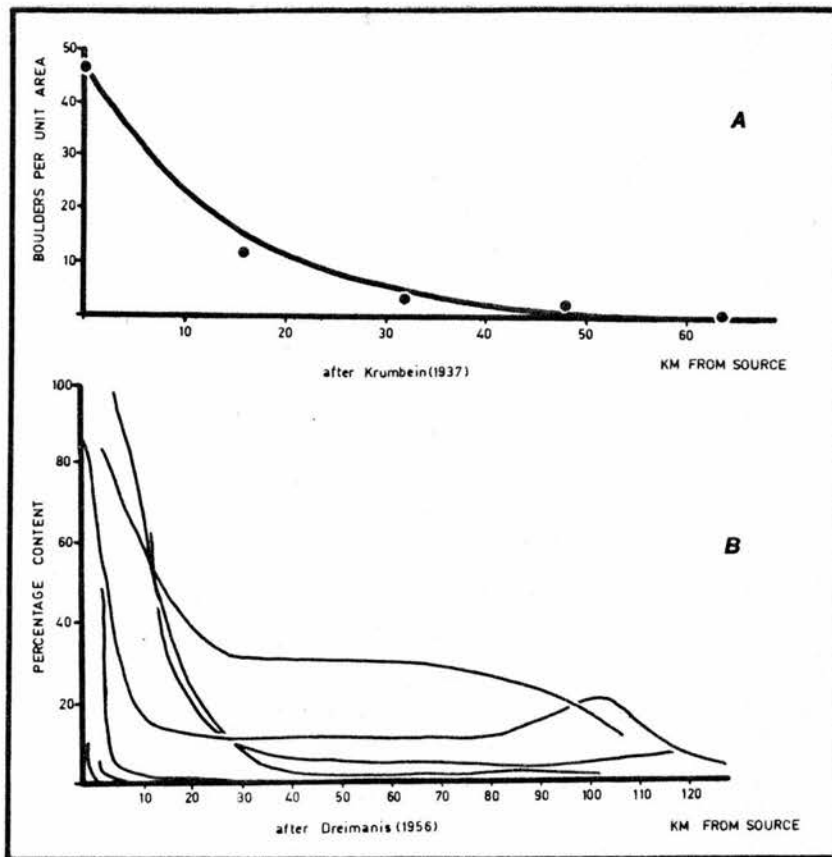 BOULDERS PER UNIT AREA
50
40
30
20
10
A
10 20 30 40 50 60
after Krumbein(1937)
KM FROM SOURCE
PERCENTAGE CONTENT
100
80
60
40
20
B
10 20 30 40 50 60 70 80 90 100 110 120
after Dreimanis(1956)
KM FROM SOURCE